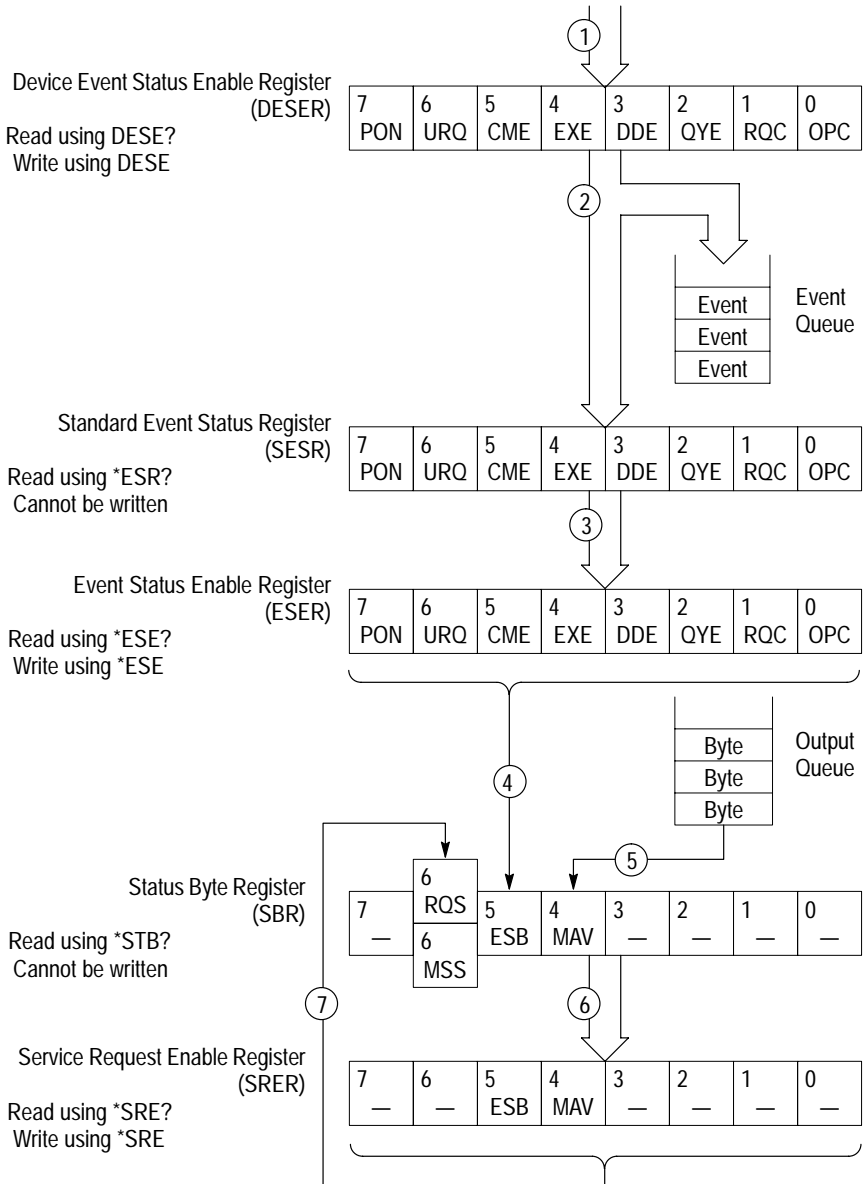 1
Device Event Status Enable Register
(DESER)
Read using DESE?
Write using DESE
7 6 5 4 3 2 1 0
PON URQ CME EXE DDE QYE RQC OPC
2
Event
Event
Event
Event
Queue
Standard Event Status Register
(SESR)
Read using *ESR?
Cannot be written
7 6 5 4 3 2 1 0
PON URQ CME EXE DDE QYE RQC OPC
3
Event Status Enable Register
(ESER)
Read using *ESE?
Write using *ESE
7 6 5 4 3 2 1 0
PON URQ CME EXE DDE QYE RQC OPC
Byte
Byte
Byte
Output
Queue
4
5
Status Byte Register
(SBR)
Read using *STB?
Cannot be written
6
RQS
6
MSS
7 5 4 3 2 1 0
— ESB MAV — — — —
7
6
Service Request Enable Register
(SRER)
Read using *SRE?
Write using *SRE
7 6 5 4 3 2 1 0
— — ESB MAV — — — —